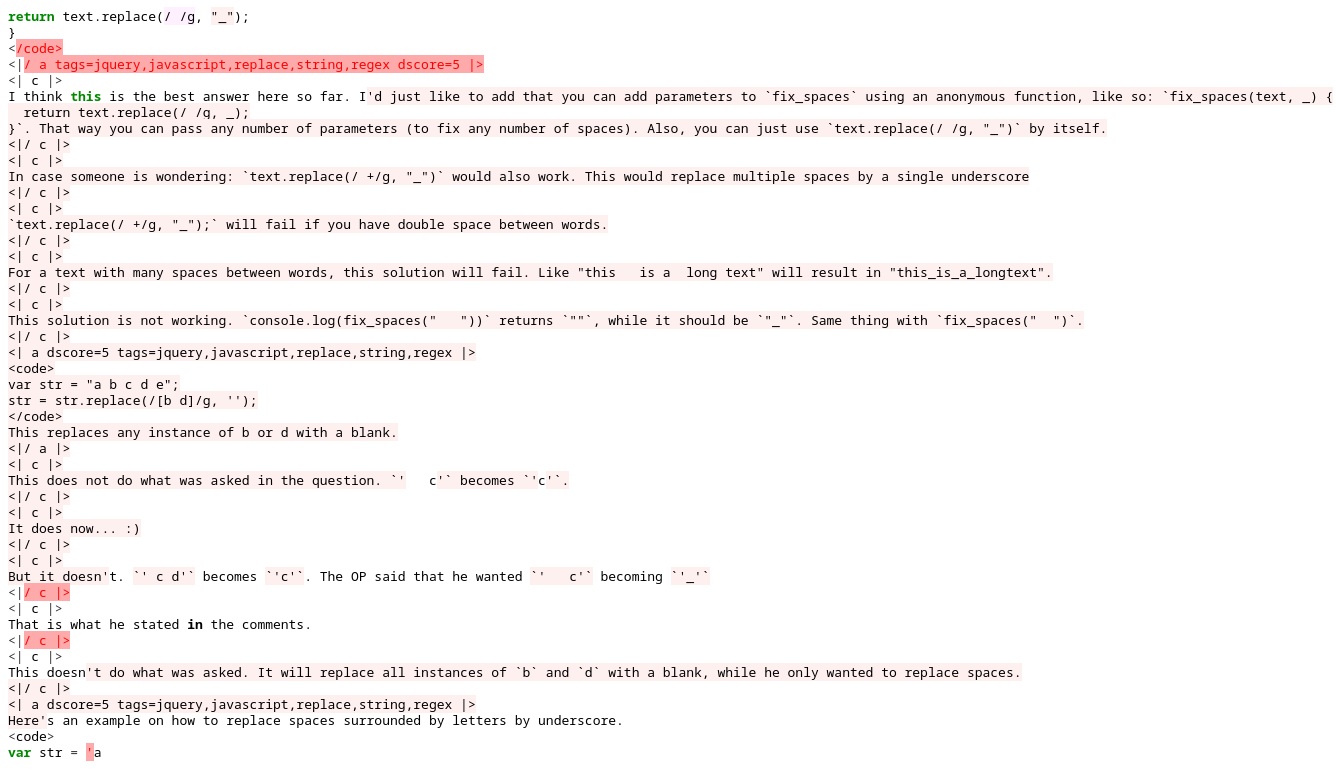 return text.replace(/ /g, "_");
}
</code>
<|/ a tags=jquery,javascript,replace,string,regex dscore=5 |>
<| c |>
I think this is the best answer here so far. I'd just like to add that you can add parameters to `fix_spaces` using an anonymous function, like so: `fix_spaces(text, _) {
  return text.replace(/ /g, _);
}`. That way you can pass any number of parameters (to fix any number of spaces). Also, you can just use `text.replace(/ /g, "_")` by itself.
<|/ c |>
<| c |>
In case someone is wondering: `text.replace(/ +/g, "_")` would also work. This would replace multiple spaces by a single underscore
<|/ c |>
<| c |>
`text.replace(/ +/g, "_");` will fail if you have double space between words.
<|/ c |>
<| c |>
For a text with many spaces between words, this solution will fail. Like "this   is a  long text" will result in "this_is_a_longtext".
<|/ c |>
<| c |>
This solution is not working. `console.log(fix_spaces("   "))` returns `""`, while it should be `"_"`. Same thing with `fix_spaces("  ")`.
<|/ c |>
<| a dscore=5 tags=jquery,javascript,replace,string,regex |>
<code>
var str = "a b c d e";
str = str.replace(/[b d]/g, '');
</code>
This replaces any instance of b or d with a blank.
<|/ a |>
<| c |>
This does not do what was asked in the question. `'   c'` becomes `'c'`.
<|/ c |>
<| c |>
It does now... :)
<|/ c |>
<| c |>
But it doesn't. `' c d'` becomes `'c'`. The OP said that he wanted `'   c'` becoming `'_'`
<|/ c |>
<| c |>
That is what he stated in the comments.
<|/ c |>
<| c |>
This doesn't do what was asked. It will replace all instances of `b` and `d` with a blank, while he only wanted to replace spaces.
<|/ c |>
<| a dscore=5 tags=jquery,javascript,replace,string,regex |>
Here's an example on how to replace spaces surrounded by letters by underscore.
<code>
var str = 'a